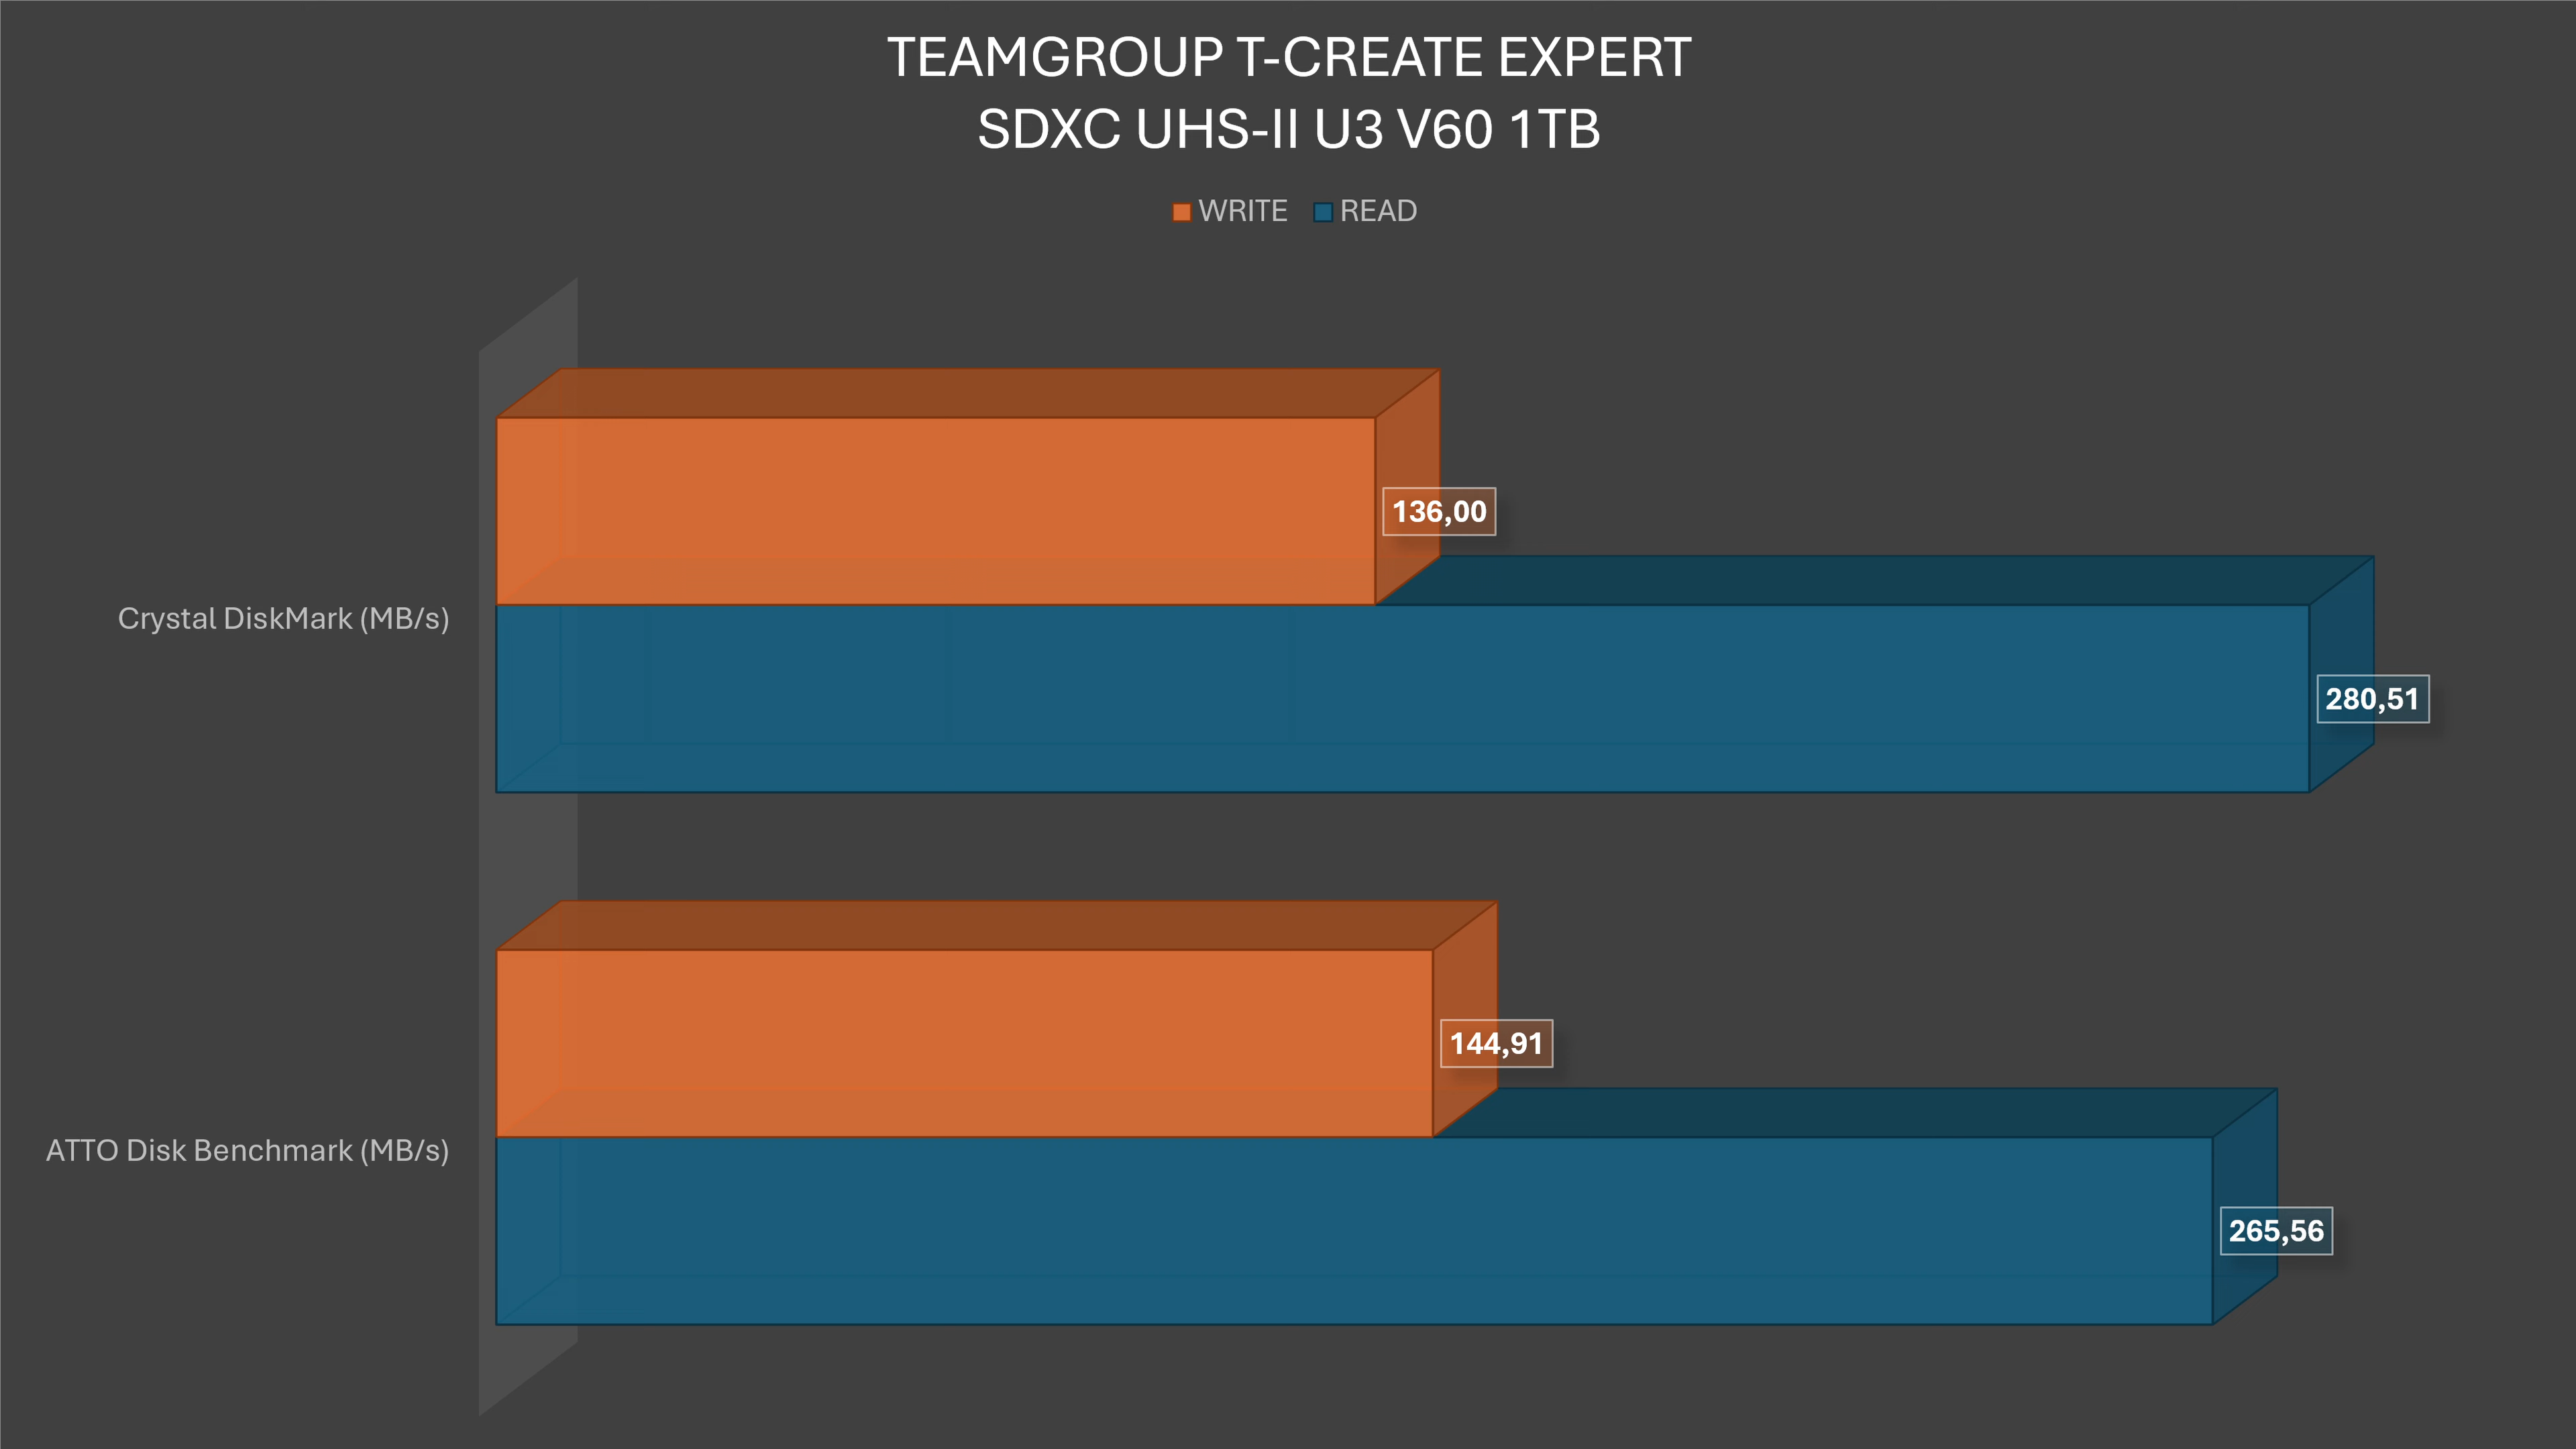 TEAMGROUP T-CREATE EXPERT
SDXC UHS-II U3 V60 1TB
WRITE READ
136,00
Crystal DiskMark (MB/s)
280,51
144,91
ATTO Disk Benchmark (MB/s)
265,56